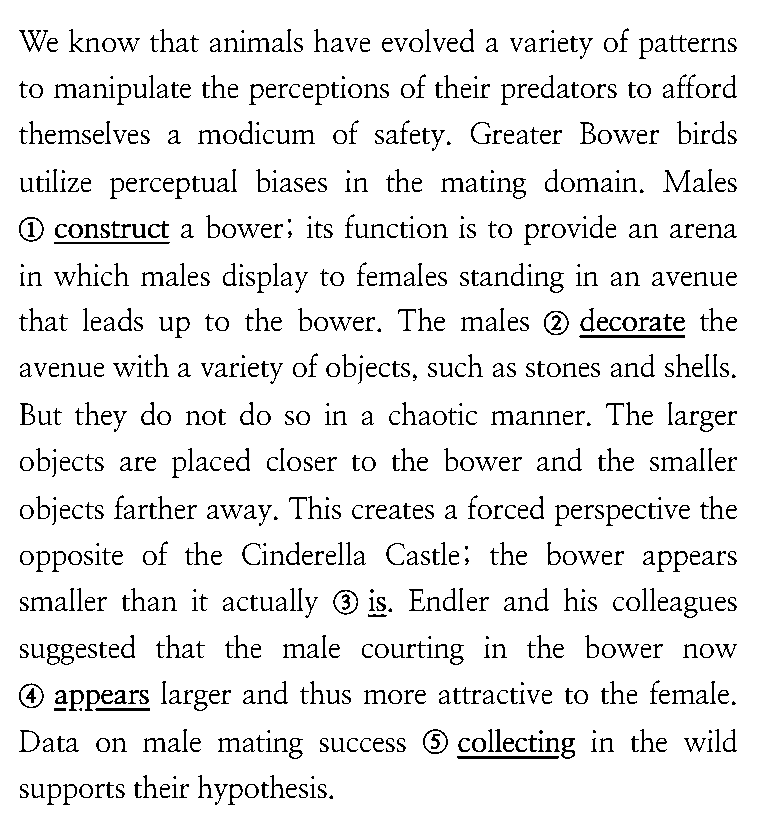 We know that animals have evolved a variety of patterns
to manipulate the perceptions of their predators to afford
themselves a modicum of safety. Greater Bower birds
utilize perceptual biases in the mating domain. Males
① construct a bower; its function is to provide an arena
in which males display to females standing in an avenue
that leads up to the bower. The males ② decorate the
avenue with a variety of objects, such as stones and shells.
But they do not do so in a chaotic manner. The larger
objects are placed closer to the bower and the smaller
objects farther away. This creates a forced perspective the
opposite of the Cinderella Castle; the bower appears
smaller than it actually ③ is. Endler and his colleagues
suggested that the male courting in the bower now
④ appears larger and thus more attractive to the female.
Data on male mating success ⑤ collecting in the wild
supports their hypothesis.